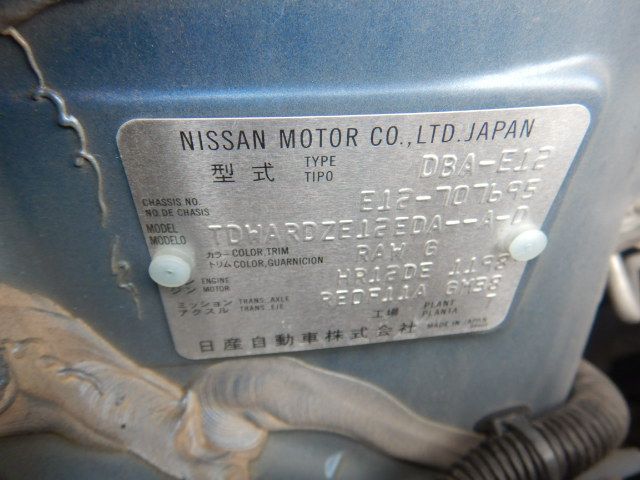 NISSAN MOTOR CO.,LTD.JAPAN
型式 TYPE TIPO DBA-E12
CHASSIS NO. NO.DE CHASIS E12-707695
MODEL MODELO TDWARDZE12EDA--A-D
カラー COLOR,TRIM トリム COLOR,GUARNICION RAW G
ENGINE MOTOR HR12DE 1198
ミッション TRANS.,AXLE アクスル TRANS.,EJE RE0F11A GM38
工場 PLANT PLANTA
日産自動車株式会社 MADE IN JAPAN